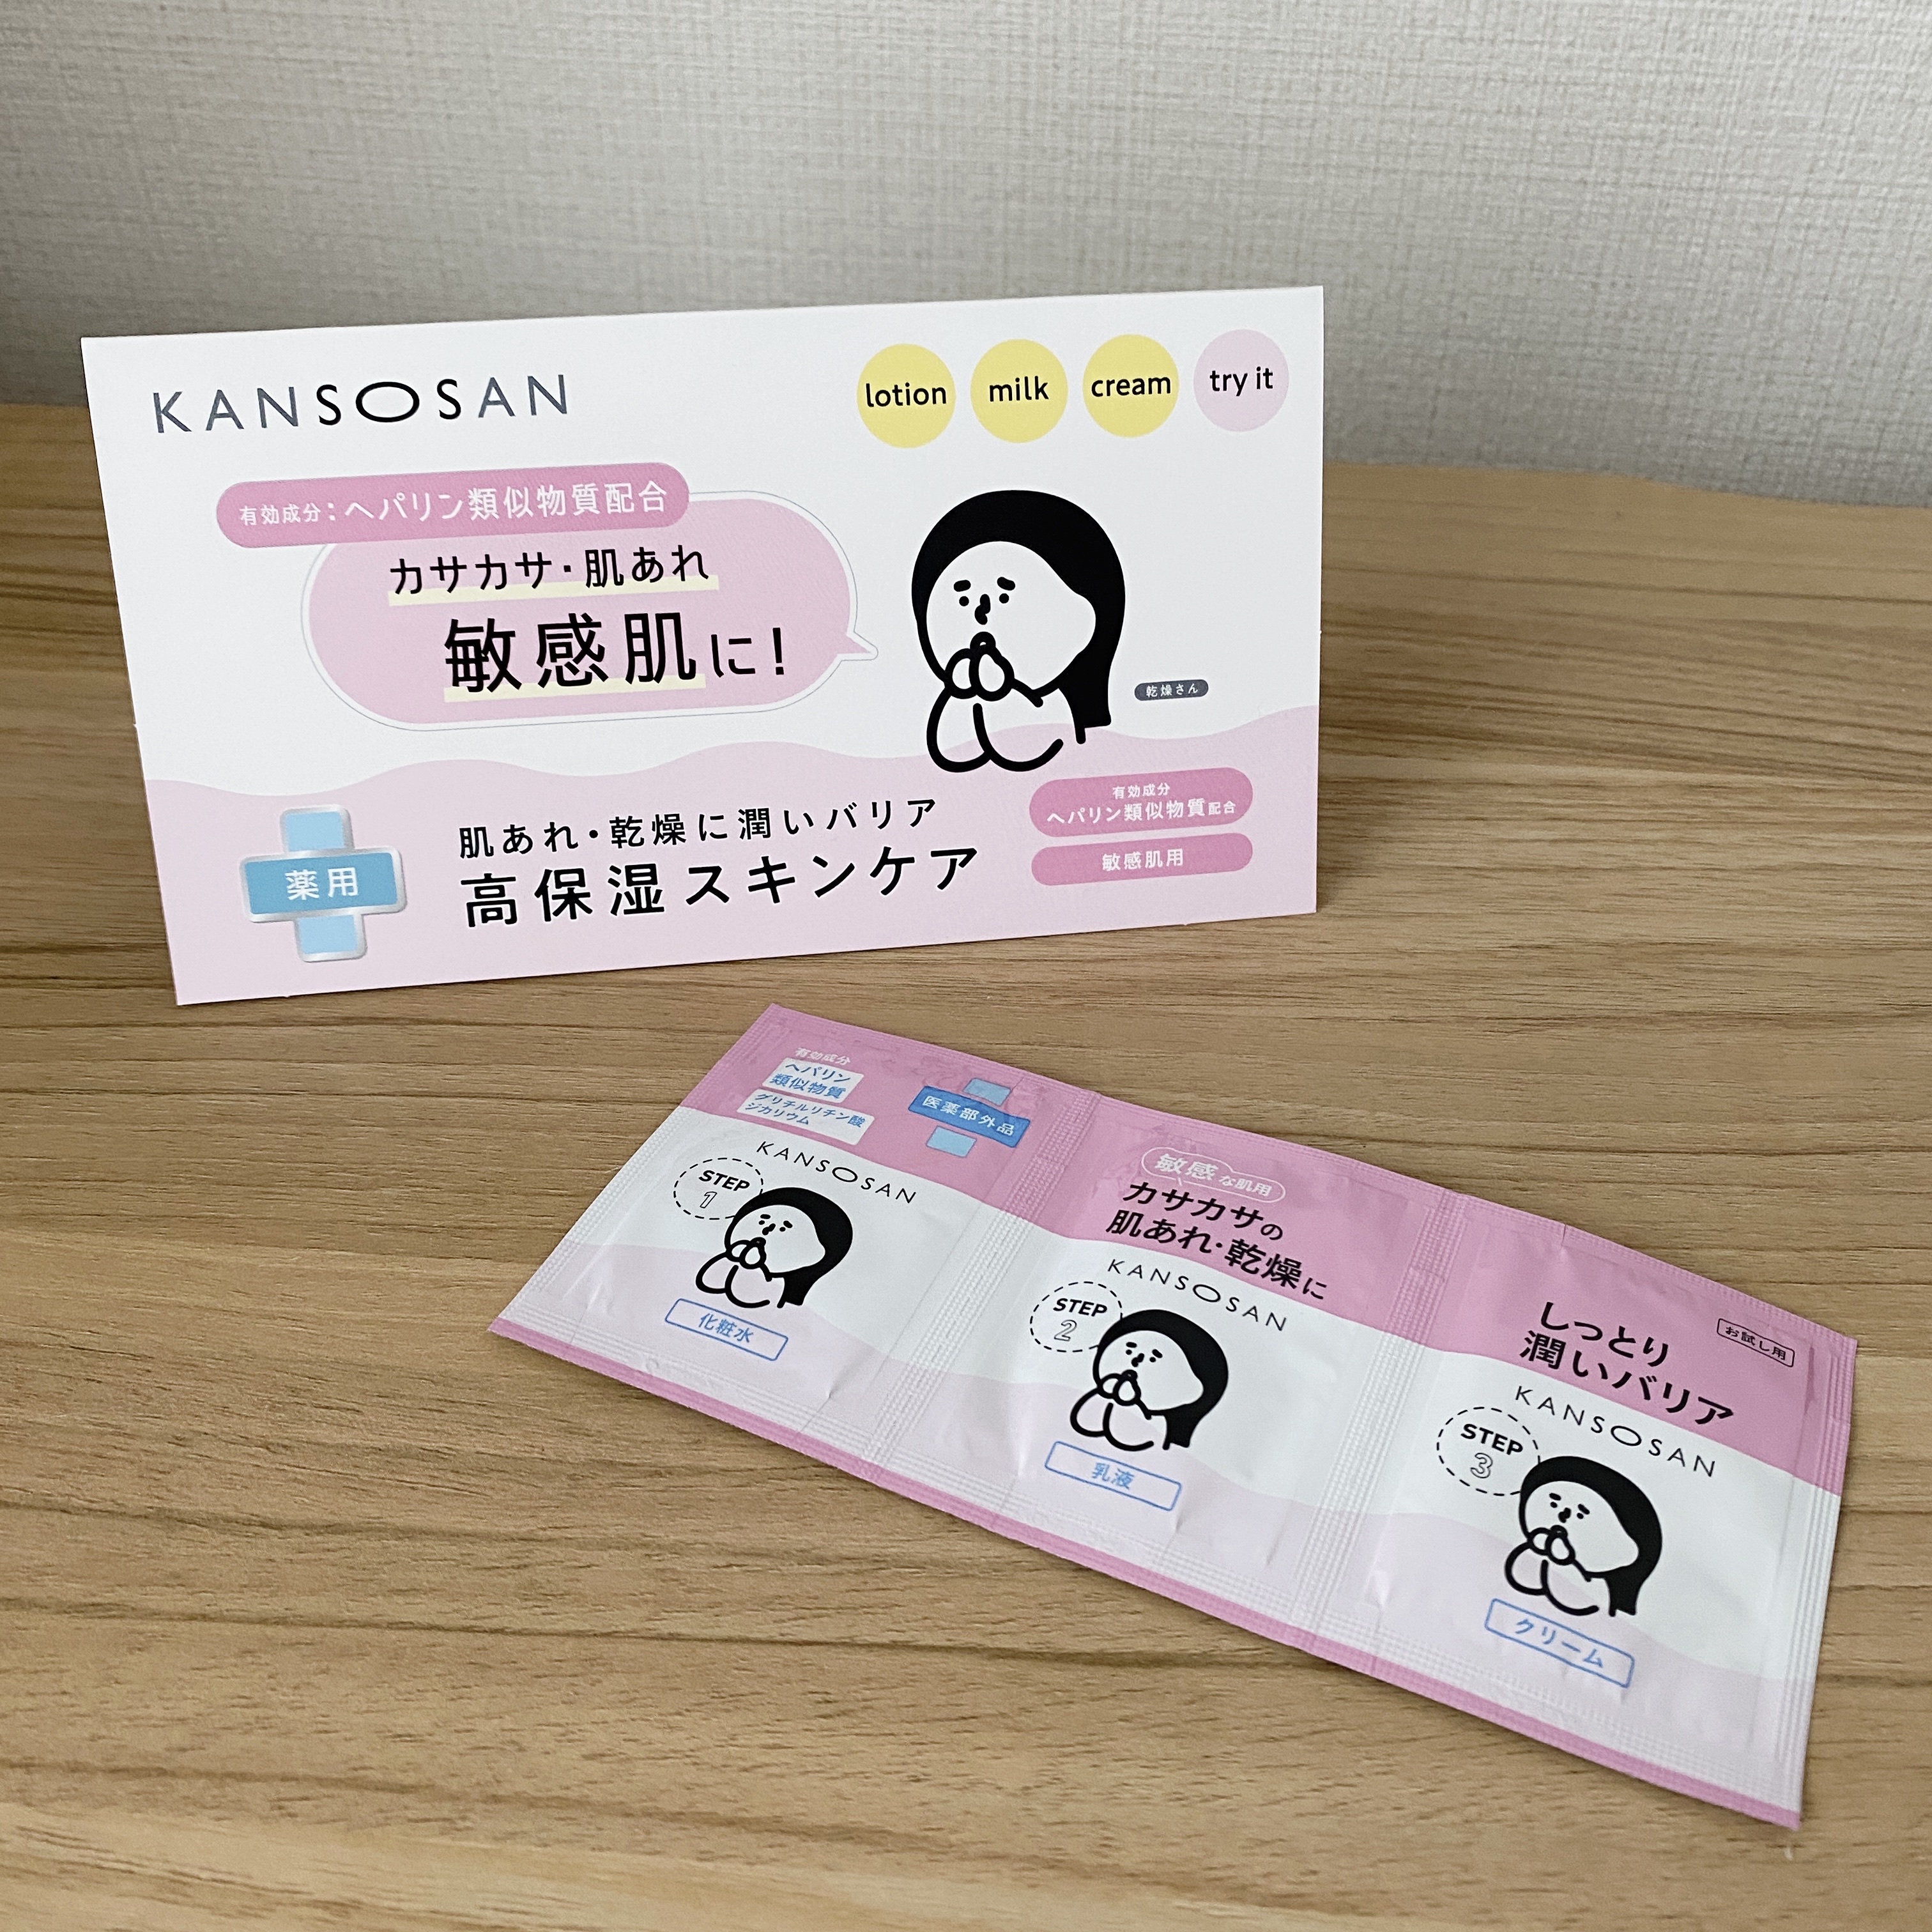 KANSOSAN
lotion
milk
cream
try it
有効成分：ヘパリン類似物質配合
カサカサ・肌あれ
敏感肌に！
乾燥さん
薬用
肌あれ・乾燥に潤いバリア
高保湿スキンケア
有効成分
ヘパリン類似物質配合
敏感肌用
有効成分
ヘパリン
類似物質
グリチルリチン酸
ジカリウム
医薬部外品
KANSOSAN
STEP
1
化粧水
敏感な肌用
カサカサの
肌あれ・乾燥に
KANSOSAN
STEP
2
乳液
お試し用
しっとり
潤いバリア
KANSOSAN
STEP
3
クリーム